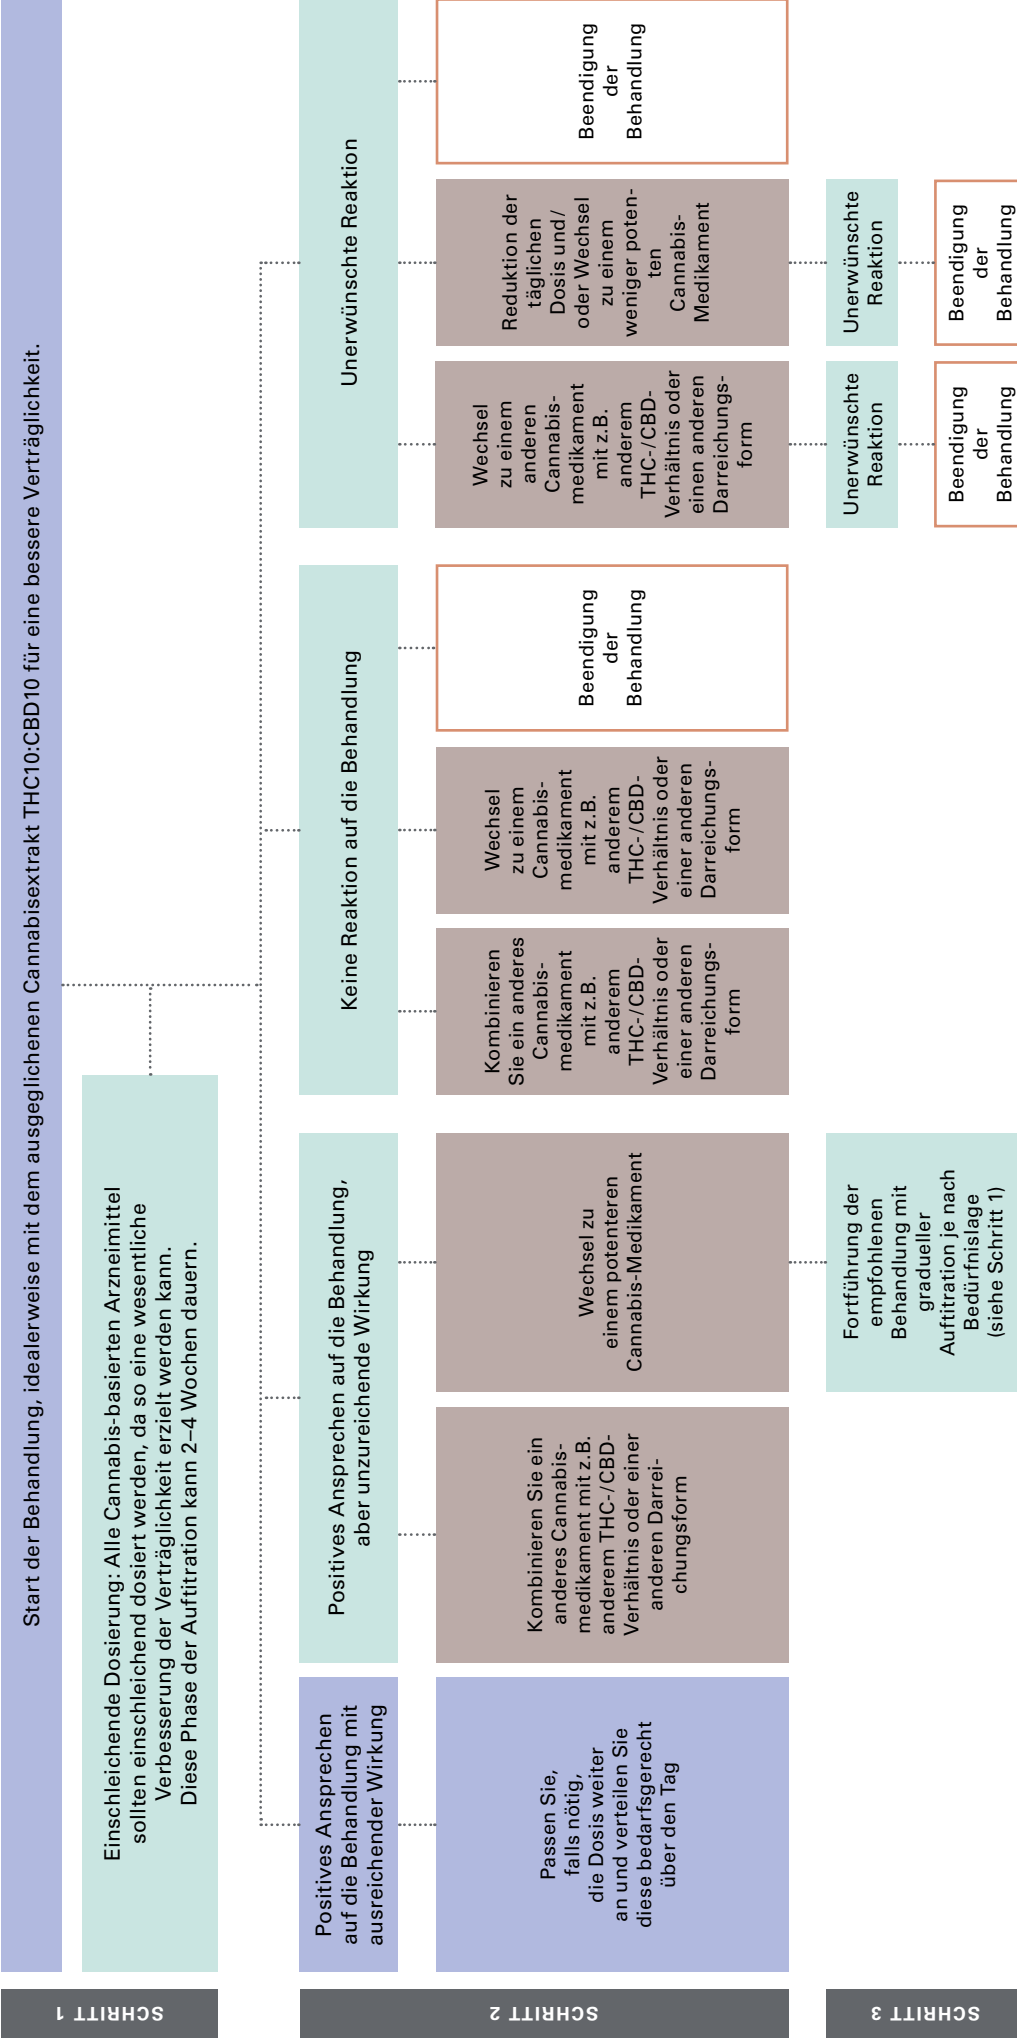 SCHRITT 1
Start der Behandlung, idealerweise mit dem ausgeglichenen Cannabisextrakt THC10:CBD10 für eine bessere Verträglichkeit.
Einschleichende Dosierung: Alle Cannabis-basierten Arzneimittel
sollten einschleichend dosiert werden, da so eine wesentliche
Verbesserung der Verträglichkeit erzielt werden kann.
Diese Phase der Auftitration kann 2–4 Wochen dauern.
SCHRITT 2
Positives Ansprechen
auf die Behandlung mit
ausreichender Wirkung
Passen Sie,
falls nötig,
die Dosis weiter
an und verteilen Sie
diese bedarfsgerecht
über den Tag
Positives Ansprechen auf die Behandlung,
aber unzureichende Wirkung
Kombinieren Sie ein
anderes Cannabis-
medikament mit z.B.
anderem THC-/CBD-
Verhältnis oder einer
anderen Darrei-
chungsform
Wechsel zu
einem potenteren
Cannabis-Medikament
Keine Reaktion auf die Behandlung
Kombinieren
Sie ein anderes
Cannabis-
medikament
mit z.B.
anderem
THC-/CBD-
Verhältnis oder
einer anderen
Darreichungs-
form
Wechsel
zu einem
Cannabis-
medikament
mit z.B.
anderem
THC-/CBD-
Verhältnis oder
einer anderen
Darreichungs-
form
Beendigung
der
Behandlung
Unerwünschte Reaktion
Wechsel
zu einem
anderen
Cannabis-
medikament
mit z.B.
anderem
THC-/CBD-
Verhältnis oder
einen anderen
Darreichungs-
form
Reduktion der
täglichen
Dosis und/
oder Wechsel
zu einem
weniger poten-
ten
Cannabis-
Medikament
Beendigung
der
Behandlung
SCHRITT 3
Fortführung der
empfohlenen
Behandlung mit
gradueller
Auftitration je nach
Bedürfnislage
(siehe Schritt 1)
Unerwünschte
Reaktion
Beendigung
der
Behandlung
Unerwünschte
Reaktion
Beendigung
der
Behandlung